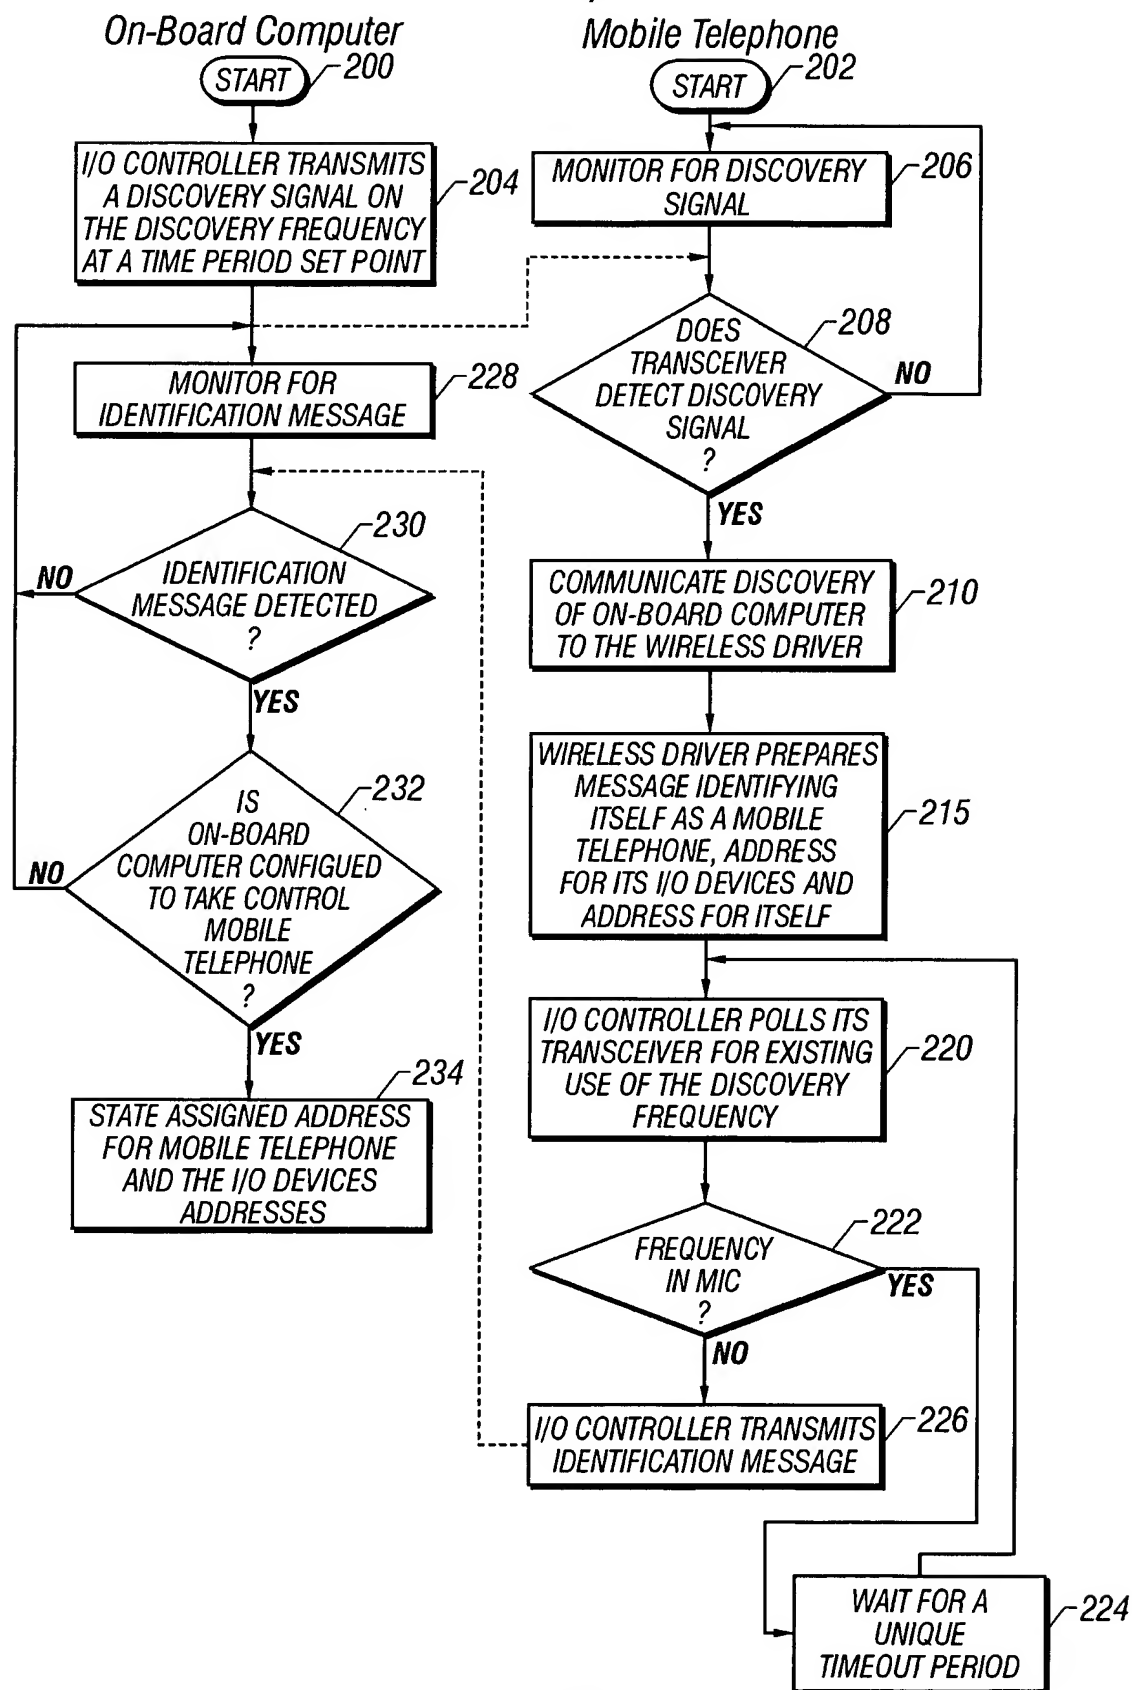 On-Board Computer
START
200
I/O CONTROLLER TRANSMITS
A DISCOVERY SIGNAL ON
THE DISCOVERY FREQUENCY
AT A TIME PERIOD SET POINT
204
MONITOR FOR
IDENTIFICATION MESSAGE
228
IDENTIFICATION
MESSAGE DETECTED
?
230
NO
YES
IS
ON-BOARD
COMPUTER CONFIGUED
TO TAKE CONTROL
MOBILE
TELEPHONE
?
232
NO
YES
STATE ASSIGNED ADDRESS
FOR MOBILE TELEPHONE
AND THE I/O DEVICES
ADDRESSES
234
Mobile Telephone
START
202
MONITOR FOR DISCOVERY
SIGNAL
206
DOES
TRANSCEIVER
DETECT DISCOVERY
SIGNAL
?
208
NO
YES
COMMUNICATE DISCOVERY
OF ON-BOARD COMPUTER
TO THE WIRELESS DRIVER
210
WIRELESS DRIVER PREPARES
MESSAGE IDENTIFYING
ITSELF AS A MOBILE
TELEPHONE, ADDRESS
FOR ITS I/O DEVICES AND
ADDRESS FOR ITSELF
215
I/O CONTROLLER POLLS ITS
TRANSCEIVER FOR EXISTING
USE OF THE DISCOVERY
FREQUENCY
220
FREQUENCY
IN MIC
?
222
YES
NO
I/O CONTROLLER TRANSMITS
IDENTIFICATION MESSAGE
226
WAIT FOR A
UNIQUE
TIMEOUT PERIOD
224